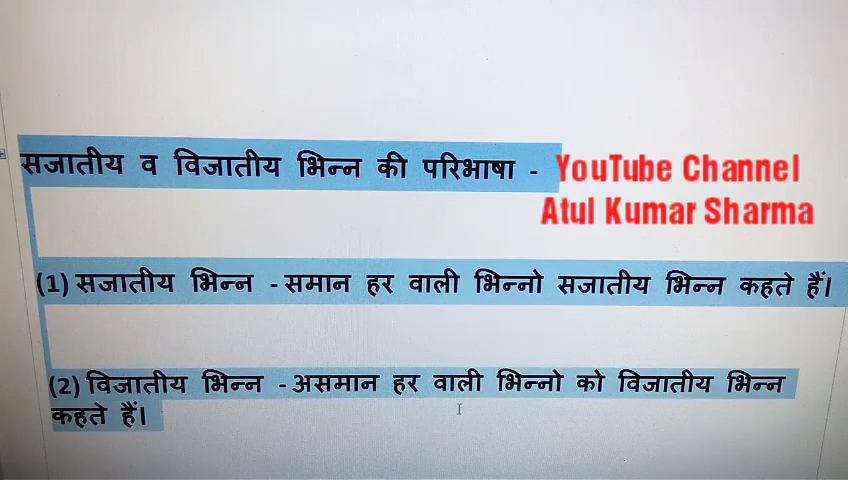 सजातीय व विजातीय भिन्न की परिभाषा - YouTube Channel
Atul Kumar Sharma
(1) सजातीय भिन्न - समान हर वाली भिन्नो सजातीय भिन्न कहते हैं।
(2) विजातीय भिन्न - असमान हर वाली भिन्नो को विजातीय भिन्न
कहते हैं।